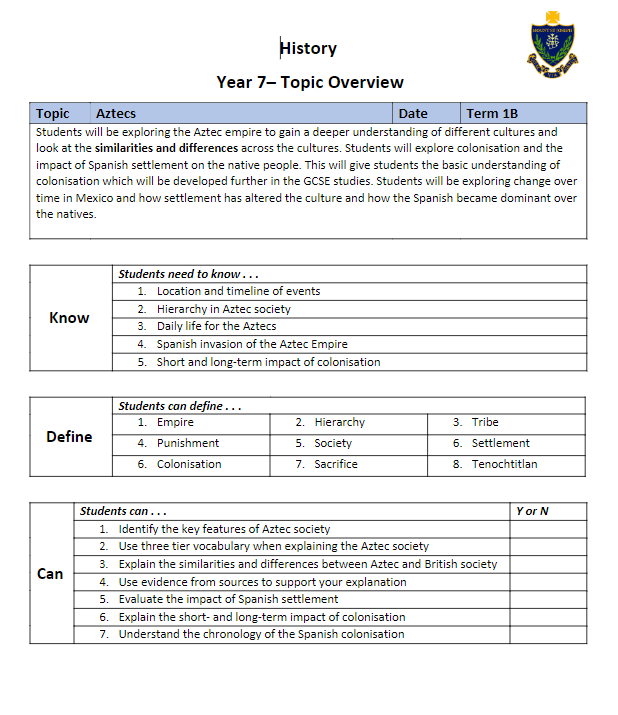 MOUNT ST JOSEPH
History
Year 7– Topic Overview
Topic Aztecs Date Term 1B
Students will be exploring the Aztec empire to gain a deeper understanding of different cultures and
look at the similarities and differences across the cultures. Students will explore colonisation and the
impact of Spanish settlement on the native people. This will give students the basic understanding of
colonisation which will be developed further in the GCSE studies. Students will be exploring change over
time in Mexico and how settlement has altered the culture and how the Spanish became dominant over
the natives.
Know
Students need to know . . .
1. Location and timeline of events
2. Hierarchy in Aztec society
3. Daily life for the Aztecs
4. Spanish invasion of the Aztec Empire
5. Short and long-term impact of colonisation
Define
Students can define . . .
1. Empire 2. Hierarchy 3. Tribe
4. Punishment 5. Society 6. Settlement
6. Colonisation 7. Sacrifice 8. Tenochtitlan
Can
Students can . . . Y or N
1. Identify the key features of Aztec society
2. Use three tier vocabulary when explaining the Aztec society
3. Explain the similarities and differences between Aztec and British society
4. Use evidence from sources to support your explanation
5. Evaluate the impact of Spanish settlement
6. Explain the short- and long-term impact of colonisation
7. Understand the chronology of the Spanish colonisation